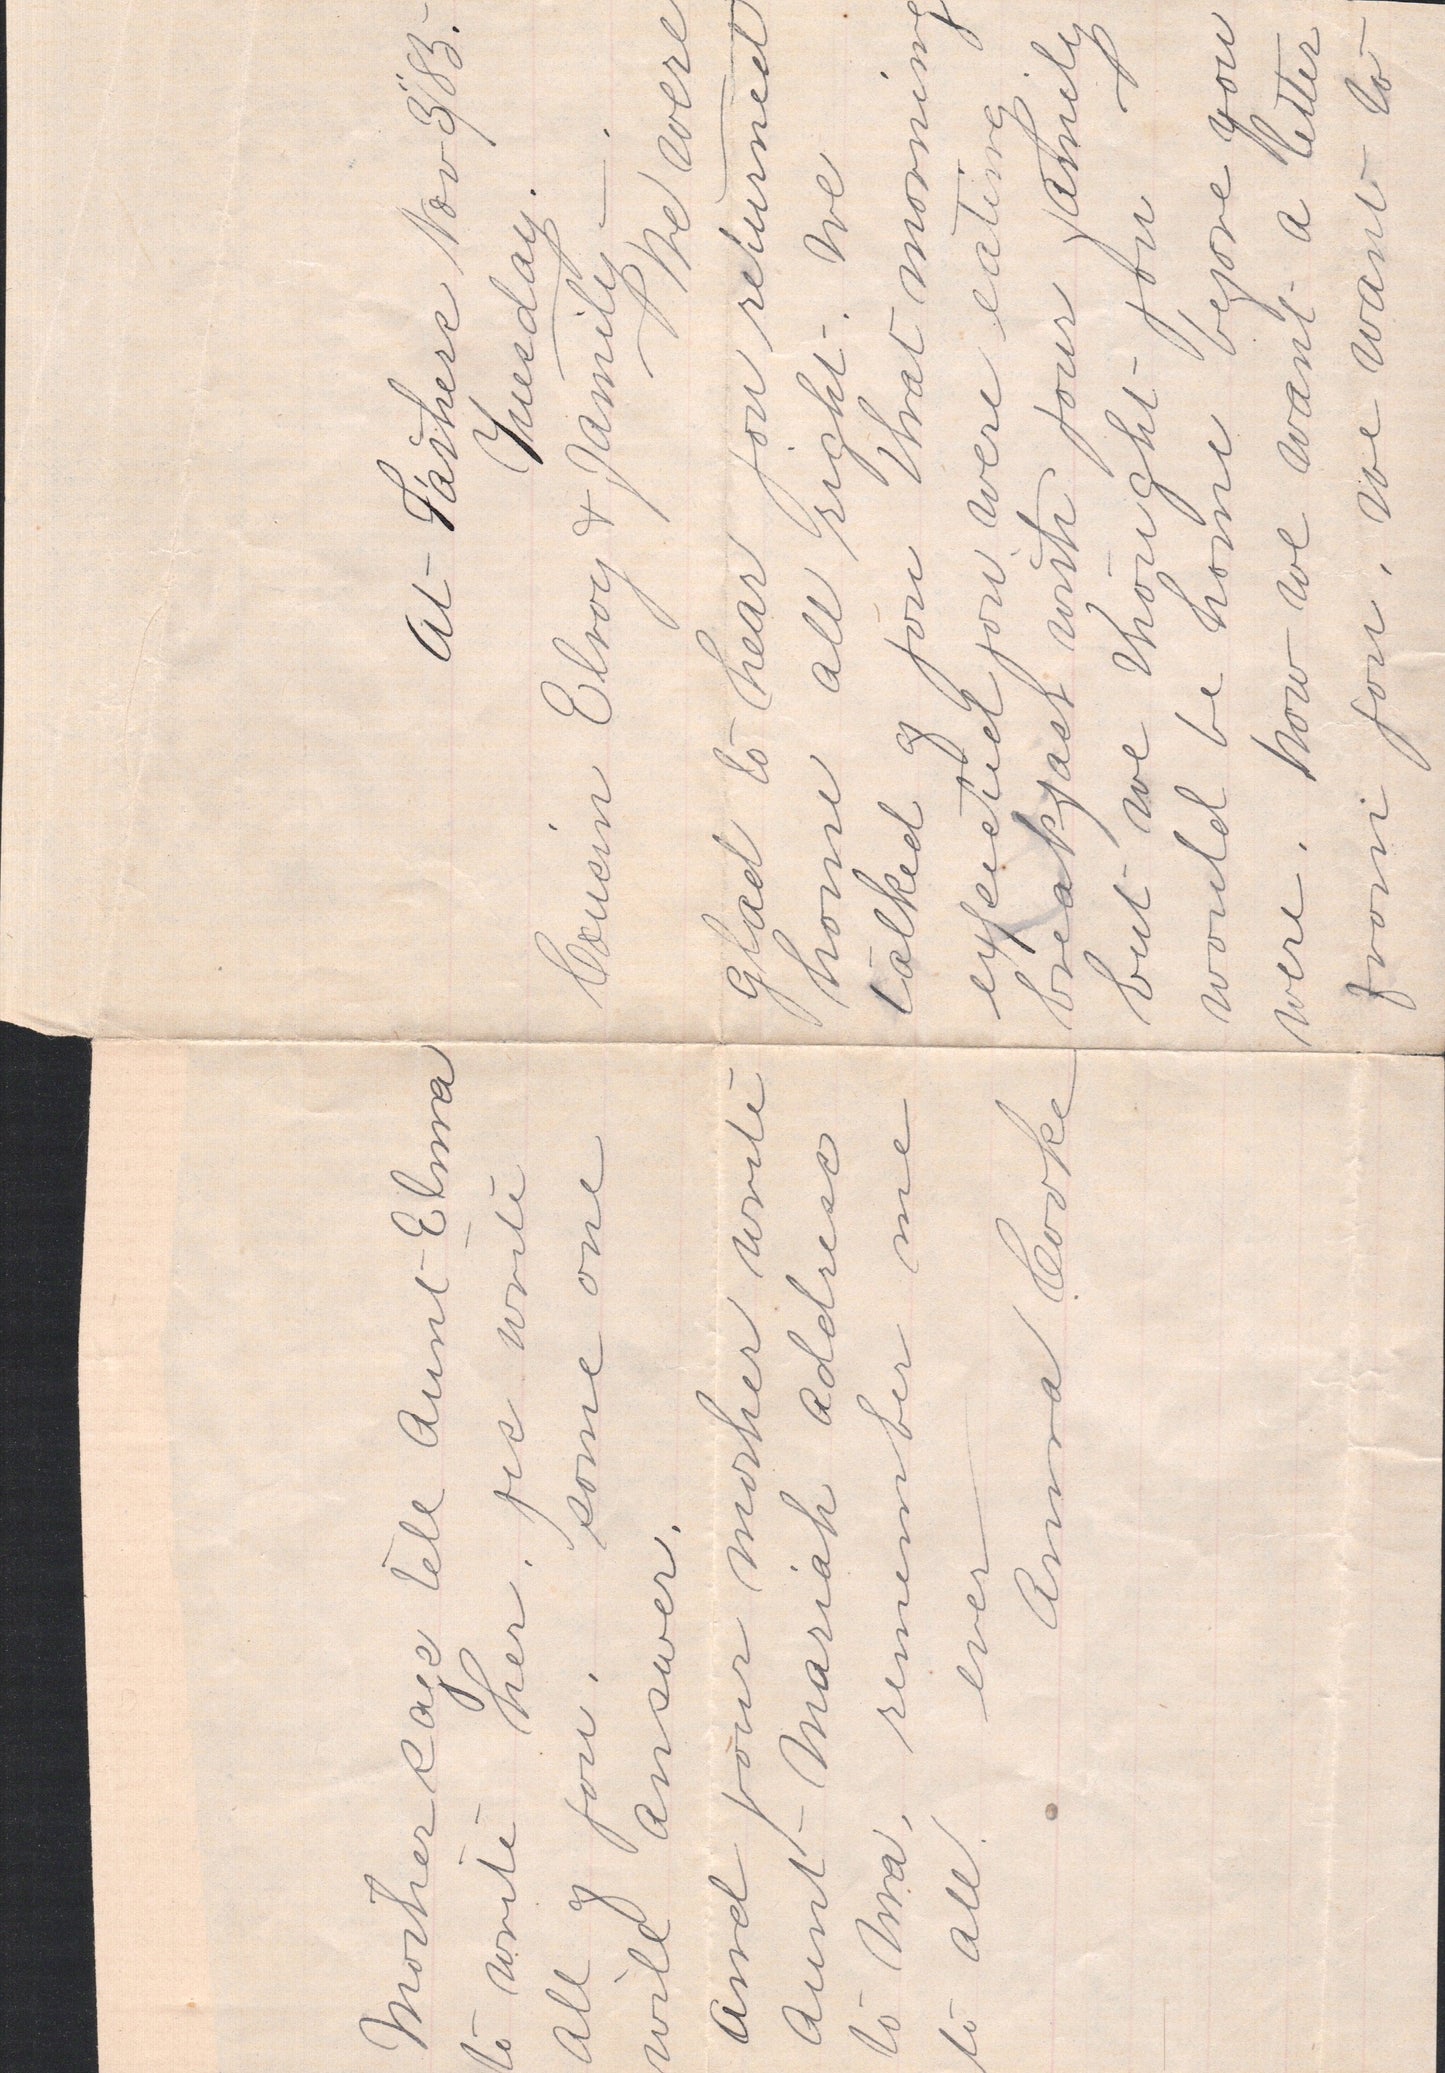 Mother says tell Aunt Elma
to write her. yes write
all of you. some one
will answer.
And your mother write
Aunt Mariah address
to Ma, remember me
to all. ever
Anna Cooke
At Fathers Nov 3/85.
Tuesday.
Cousin Elroy & Family.
We were
glad to hear you returned
home all right. We
talked of you that morning
expected you were eating
breakfast with your family
but we thought you
would be home before you
were. now we want a letter
from you. we want to